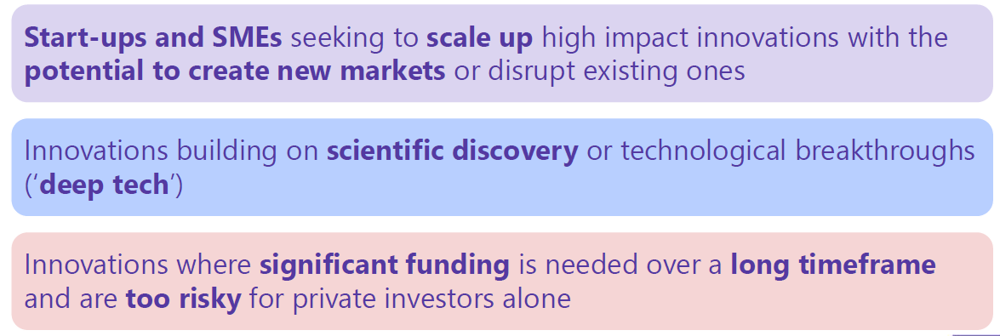 Start-ups and SMEs seeking to scale up high impact innovations with the
potential to create new markets or disrupt existing ones
Innovations building on scientific discovery or technological breakthroughs
(‘deep tech’)
Innovations where significant funding is needed over a long timeframe
and are too risky for private investors alone